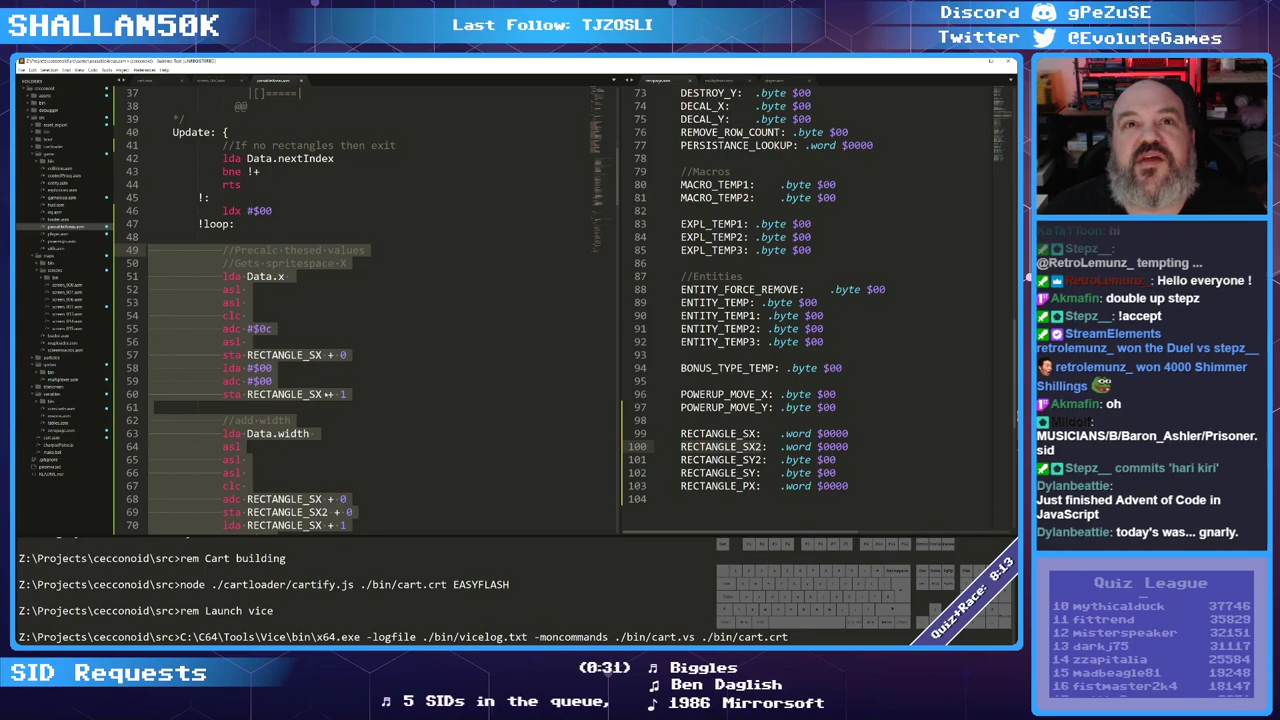 SHALLAN50K
Last Follow: TJZOSLI
Discord gPeZuSE
Twitter @EvoluteGames
37 |[]=====|
38 @@
39 */
40 Update: {
41 //If no rectangles then exit
42 lda Data.nextIndex
43 bne !+
44 rts
45 !:
46 ldx #$00
47 !loop:
48
49 //Precalc thesed values
50 //Gets spritespace X
51 lda Data.x
52 asl
53 asl
54 clc
55 adc #$0c
56 asl
57 sta RECTANGLE_SX + 0
58 lda #$00
59 adc #$00
60 sta RECTANGLE_SX + 1
61
62 //add width
63 lda Data.width
64 asl
65 asl
66 asl
67 clc
68 adc RECTANGLE_SX + 0
69 sta RECTANGLE_SX2 + 0
70 lda RECTANGLE_SX + 1
73 DESTROY_Y: .byte $00
74 DECAL_X: .byte $00
75 DECAL_Y: .byte $00
76 REMOVE_ROW_COUNT: .byte $00
77 PERSISTANCE_LOOKUP: .word $0000
78
79 //Macros
80 MACRO_TEMP1: .byte $00
81 MACRO_TEMP2: .byte $00
82
83 EXPL_TEMP1: .byte $00
84 EXPL_TEMP2: .byte $00
85 EXPL_TEMP3: .byte $00
86
87 //Entities
88 ENTITY_FORCE_REMOVE: .byte $00
89 ENTITY_TEMP: .byte $00
90 ENTITY_TEMP1: .byte $00
91 ENTITY_TEMP2: .byte $00
92 ENTITY_TEMP3: .byte $00
93
94 BONUS_TYPE_TEMP: .byte $00
95
96 POWERUP_MOVE_X: .byte $00
97 POWERUP_MOVE_Y: .byte $00
98
99 RECTANGLE_SX: .word $0000
100 RECTANGLE_SX2: .word $0000
101 RECTANGLE_SY2: .byte $00
102 RECTANGLE_SY: .byte $00
103 RECTANGLE_PX: .word $0000
104
Z:\Projects\cecconoid\src>rem Cart building
Z:\Projects\cecconoid\src>node ./cartloader/cartify.js ./bin/cart.crt EASYFLASH
Z:\Projects\cecconoid\src>rem Launch vice
Z:\Projects\cecconoid\src>C:\C64\Tools\Vice\bin\x64.exe -logfile ./bin/vicelog.txt -moncommands ./bin/cart.vs ./bin/cart.crt
Quiz+Race: 8:13
KaTaTToon: hi
Stepz__:
@RetroLemunz_ tempting ...
RetroLemunz_: Hello everyone !
Akmafin: double up stepz
Stepz__: !accept
StreamElements:
retrolemunz_ won the Duel vs stepz__
retrolemunz_ won 4000 Shimmer
Shillings
Akmafin: oh
Mildolf:
MUSICIANS/B/Baron_Ashler/Prisoner.
sid
Stepz__ commits 'hari kiri'
Dylanbeattie:
Just finished Advent of Code in
JavaScript
Dylanbeattie: today's was... gnarly.
Quiz League
10 mythicalduck 37746
11 fittrend 35829
12 misterspeaker 32151
13 darkj75 31117
14 zzapitalia 25584
15 madbeagle81 19248
16 fistmaster2k4 18147
SID Requests
♬ 5 SIDs in the queue,
(0:31) ♬ Biggles
♫ Ben Daglish
♪ 1986 Mirrorsoft